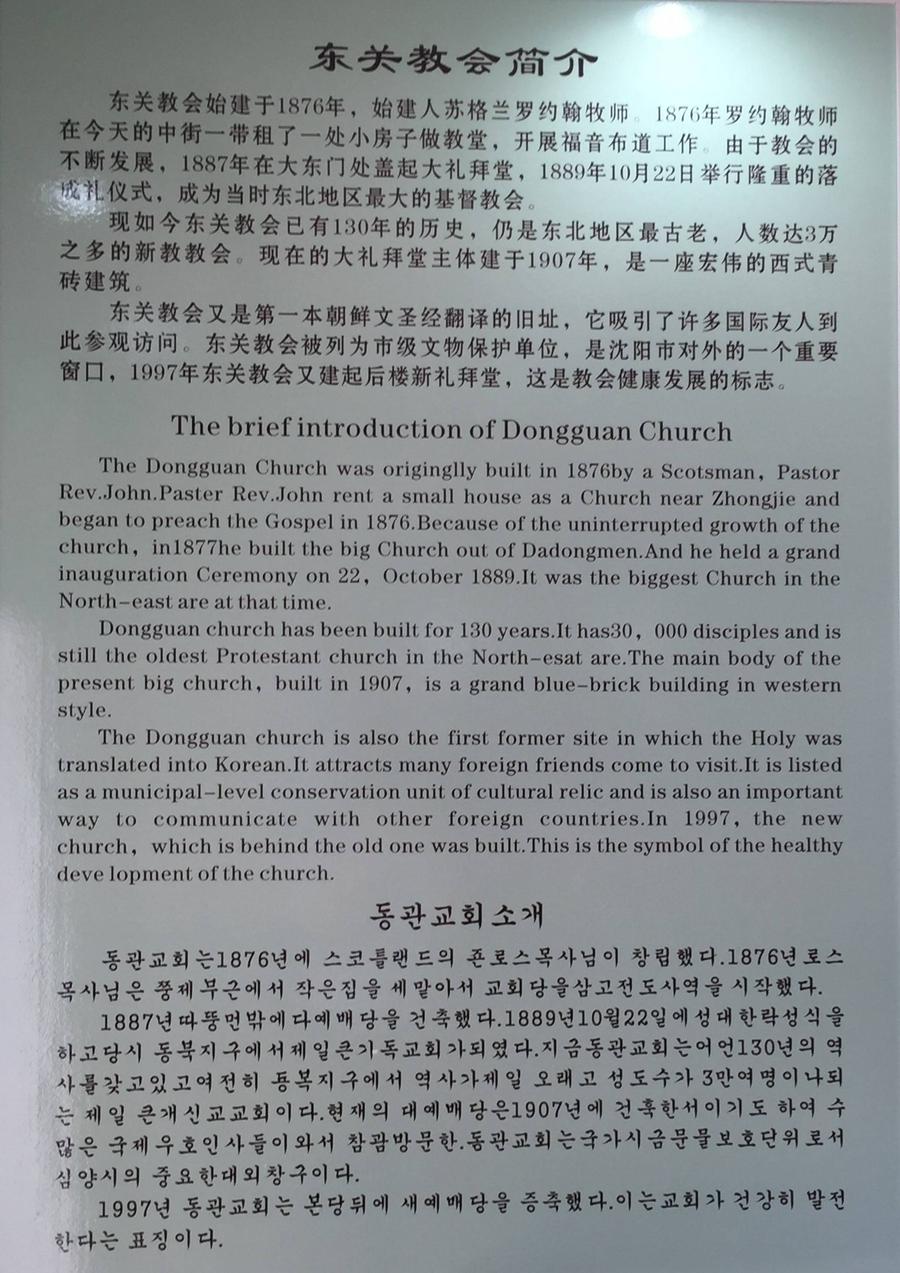 东关教会简介
东关教会始建于1876年，始建人苏格兰罗约翰牧师。1876年罗约翰牧师
在今天的中街一带租了一处小房子做教堂，开展福音布道工作。由于教会的
不断发展，1887年在大东门处盖起大礼拜堂，1889年10月22日举行隆重的落
成礼仪式，成为当时东北地区最大的基督教会。
现如今东关教会已有130年的历史，仍是东北地区最古老，人数达3万
之多的新教教会。现在的大礼拜堂主体建于1907年，是一座宏伟的西式青
砖建筑。
东关教会又是第一本朝鲜文圣经翻译的旧址，它吸引了许多国际友人到
此参观访问。东关教会被列为市级文物保护单位，是沈阳市对外的一个重要
窗口，1997年东关教会又建起后楼新礼拜堂，这是教会健康发展的标志。
The brief introduction of Dongguan Church
The Dongguan Church was originglly built in 1876by a Scotsman，Pastor
Rev.John.Paster Rev.John rent a small house as a Church near Zhongjie and
began to preach the Gospel in 1876.Because of the uninterrupted growth of the
church，in1877he built the big Church out of Dadongmen.And he held a grand
inauguration Ceremony on 22，October 1889.It was the biggest Church in the
North-east are at that time.
Dongguan church has been built for 130 years.It has30，000 disciples and is
still the oldest Protestant church in the North-esat are.The main body of the
present big church，built in 1907，is a grand blue-brick building in western
style.
The Dongguan church is also the first former site in which the Holy was
translated into Korean.It attracts many foreign friends come to visit.It is listed
as a municipal-level conservation unit of cultural relic and is also an important
way to communicate with other foreign countries.In 1997，the new
church，which is behind the old one was built.This is the symbol of the healthy
deve lopment of the church.
동관교회소개
동관교회는1876년에 스코틀랜드의 죤로스목사님이 창립했다.1876년로스
목사님은 쭝제부근에서 작은집을 세맡아서 교회당을삼고전도사역을시작했다.
1887년따뚱먼밖에다예배당을 건축했다.1889년10월22일에성대한락성식을
하고당시 동북지구에서제일큰기독교회가되였다.지금동관교회는어언130년의 역
사를갖고있고여전히 동북지구에서 역사가제일 오래고 성도수가 3만여명이나되
는 제일 큰개신교교회이다.현재의 대예배당은1907년에 건축한서이기도 하여 수
많은 국제우호인사들이와서 참관방문한.동관교회는국가시급문물보호단위로서
심양시의 중요한대외창구이다.
1997년 동관교회는 본당뒤에 새예배당을 증축했다.이는교회가 건강히 발전
한다는 표징이다.